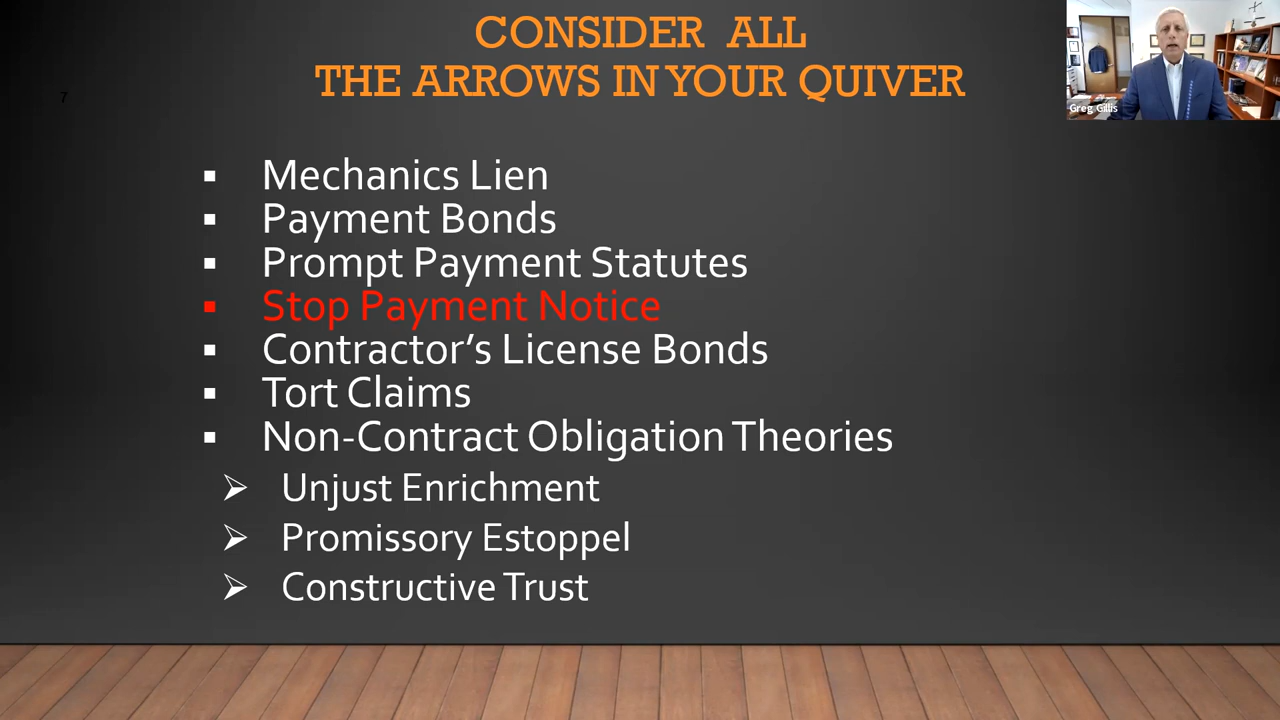 CONSIDER ALL
THE ARROWS IN YOUR QUIVER
7
Greg Gillis
▪ Mechanics Lien
▪ Payment Bonds
▪ Prompt Payment Statutes
▪ Stop Payment Notice
▪ Contractor’s License Bonds
▪ Tort Claims
▪ Non-Contract Obligation Theories
➢ Unjust Enrichment
➢ Promissory Estoppel
➢ Constructive Trust